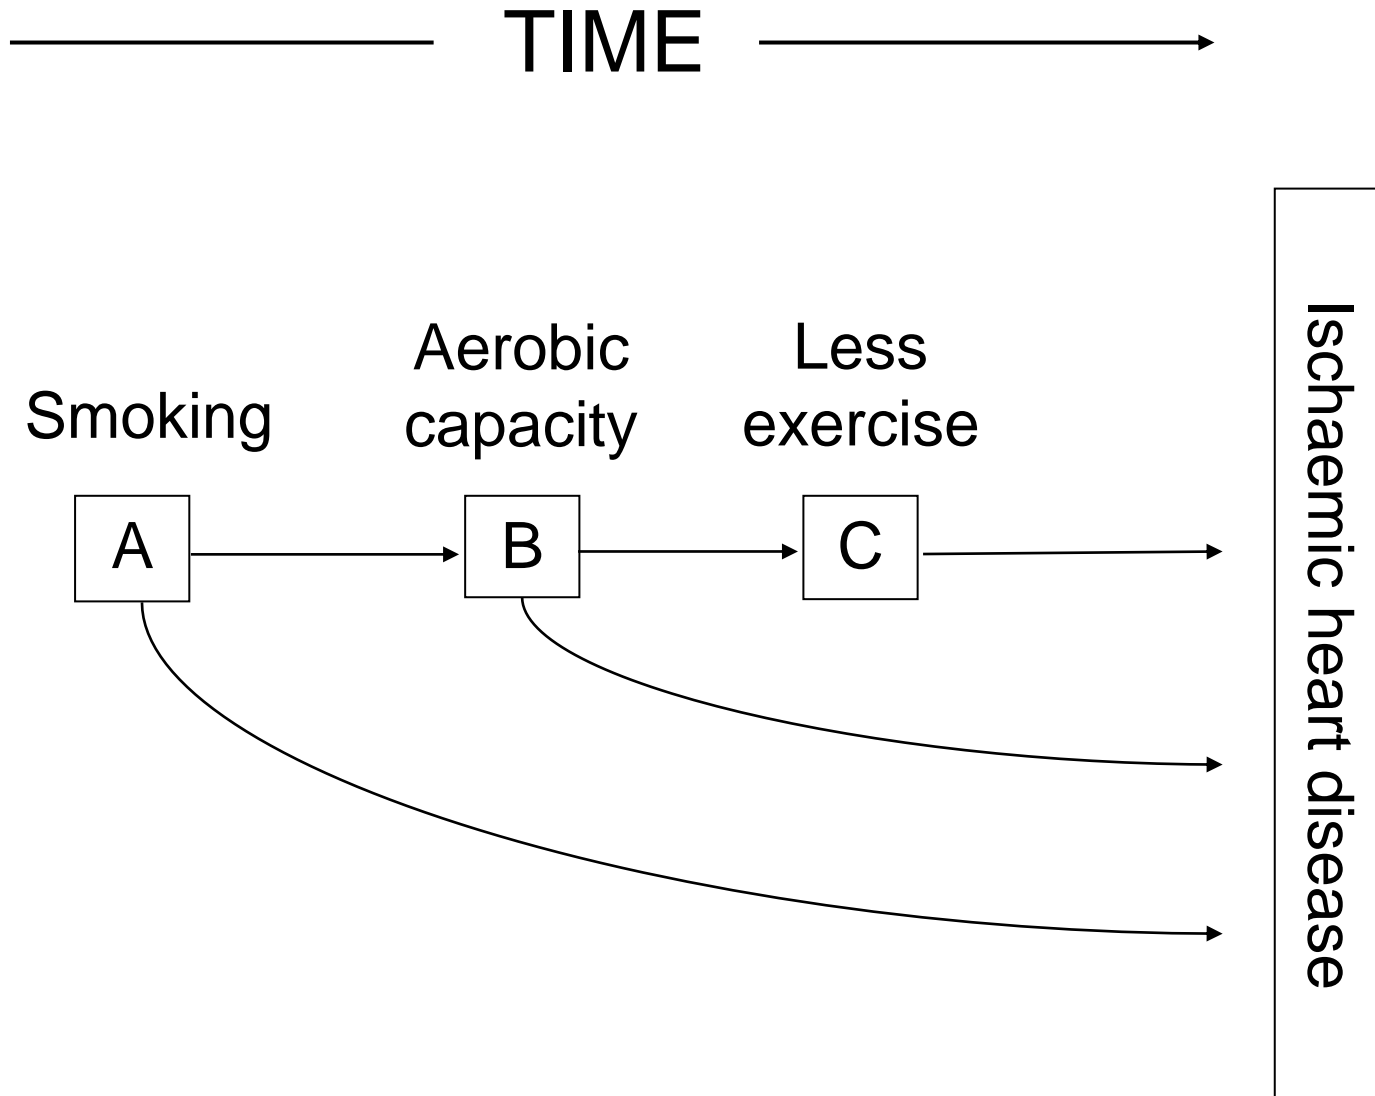 TIME
Smoking
Aerobic
capacity
Less
exercise
A
B
C
Ischaemic heart disease